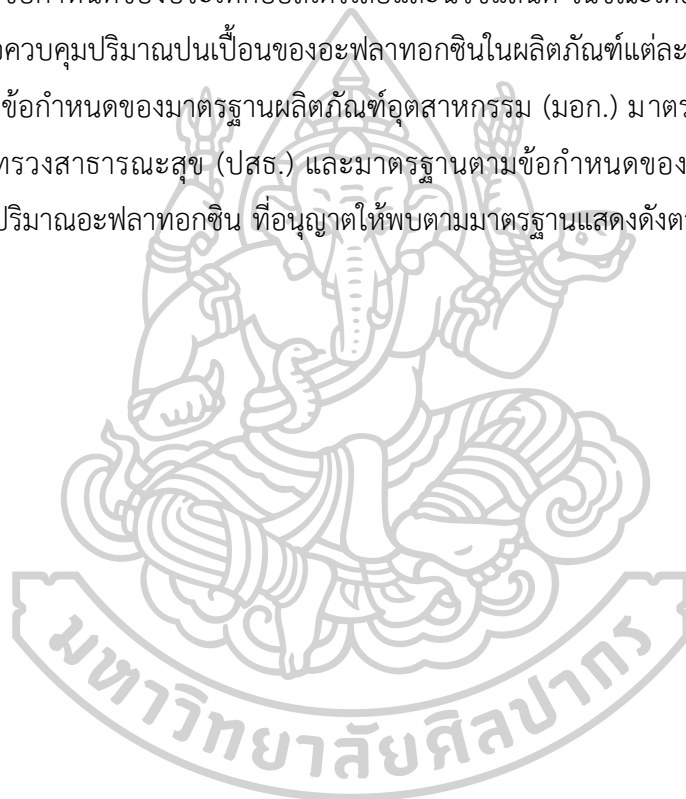 ควบคุมปริมาณปนเปื้อนของอะฟลาทอกซินในผลิตภัณฑ์แต่ละ
ข้อกำหนดของมาตรฐานผลิตภัณฑ์อุตสาหกรรม (มอก.) มาตร
ทรวงสาธารณะสุข (ปสธ.) และมาตรฐานตามข้อกำหนดของ
ปริมาณอะฟลาทอกซิน ที่อนุญาตให้พบตามมาตรฐานแสดงดังต
มหาวิทยาลัยศิลปากร